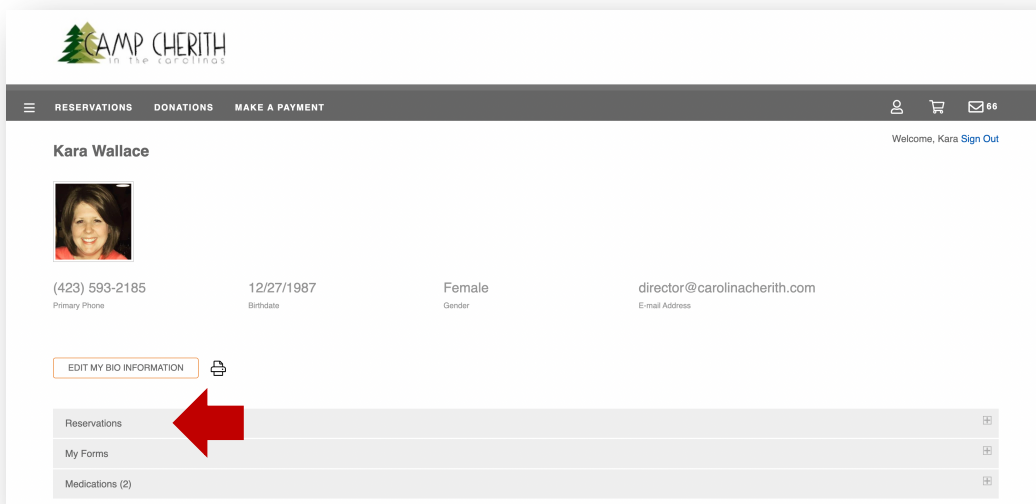 CAMP CHERITH
in the carolinas
RESERVATIONS DONATIONS MAKE A PAYMENT 66
Welcome, Kara Sign Out
Kara Wallace
(423) 593-2185 12/27/1987 Female director@carolinacherith.com
Primary Phone Birthdate Gender E-mail Address
EDIT MY BIO INFORMATION
Reservations
My Forms
Medications (2)